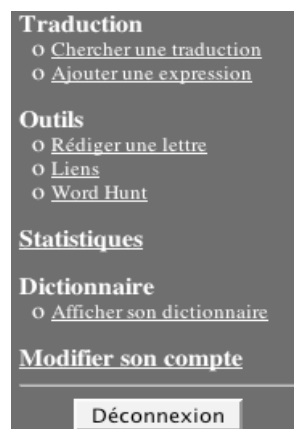 Traduction
o Chercher une traduction
o Ajouter une expression
Outils
o Rédiger une lettre
o Liens
o Word Hunt
Statistiques
Dictionnaire
o Afficher son dictionnaire
Modifier son compte
Déconnexion